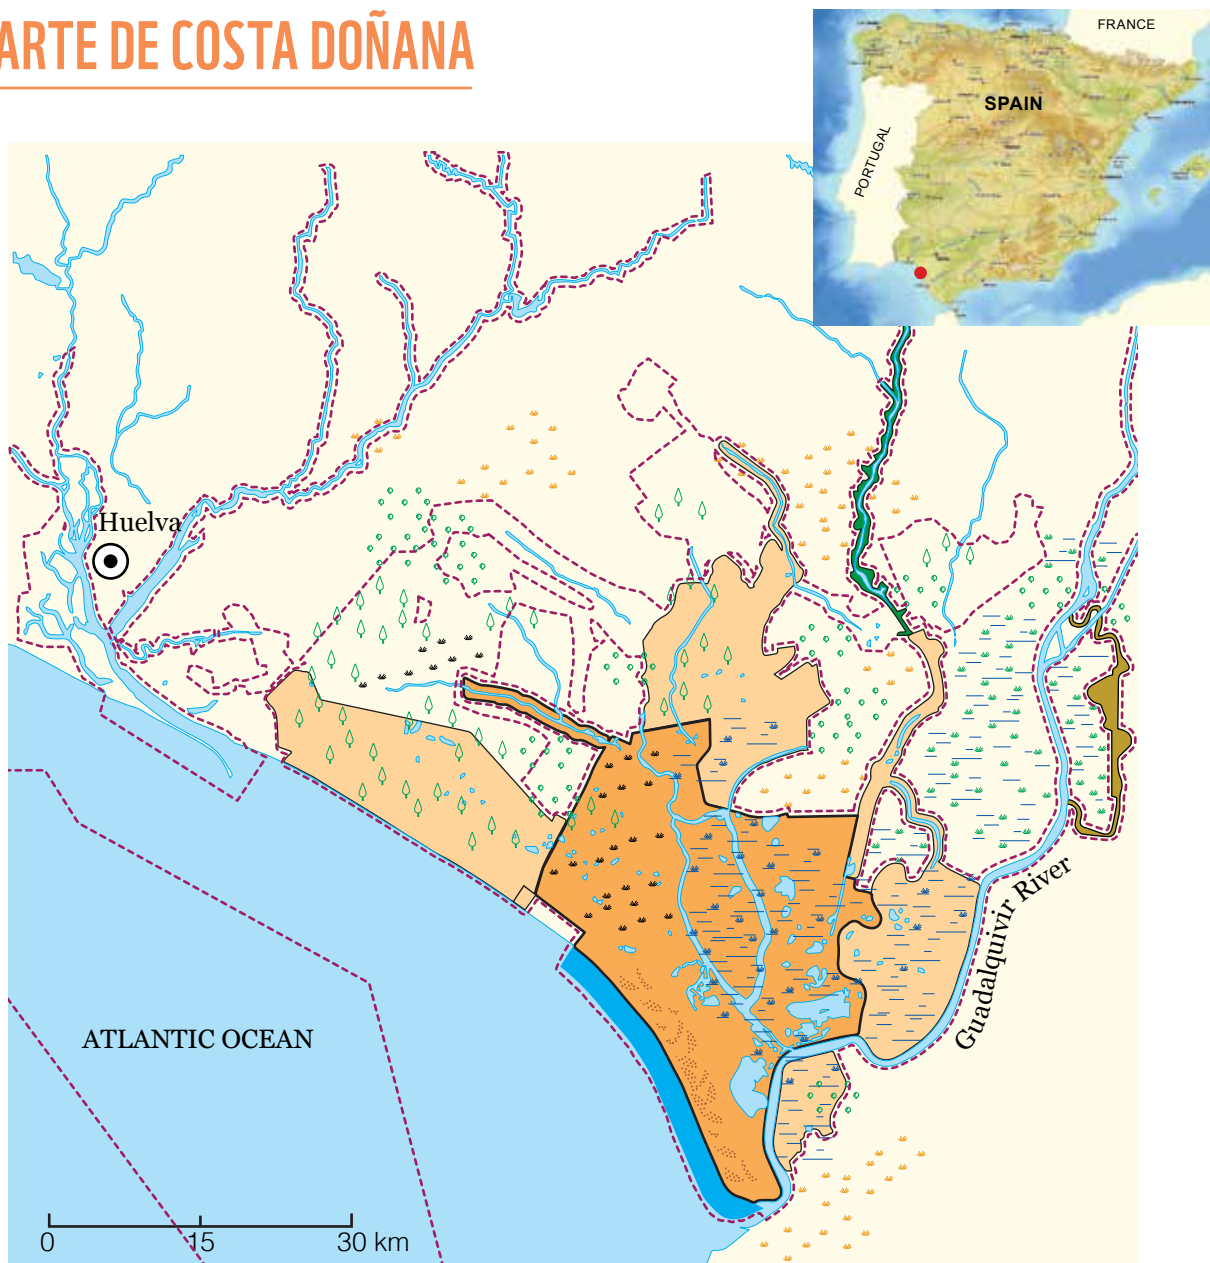 ARTE DE COSTA DOÑANA
FRANCE
SPAIN
PORTUGAL
Huelva
Guadalquivir River
ATLANTIC OCEAN
0 15 30 km